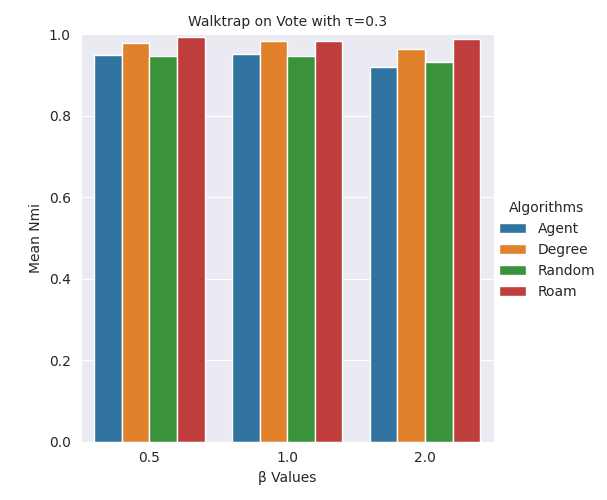 Walktrap on Vote with τ=0.3
1.0
0.8
0.6
0.4
0.2
0.0
Mean Nmi
0.5 1.0 2.0
β Values
Algorithms
Agent
Degree
Random
Roam